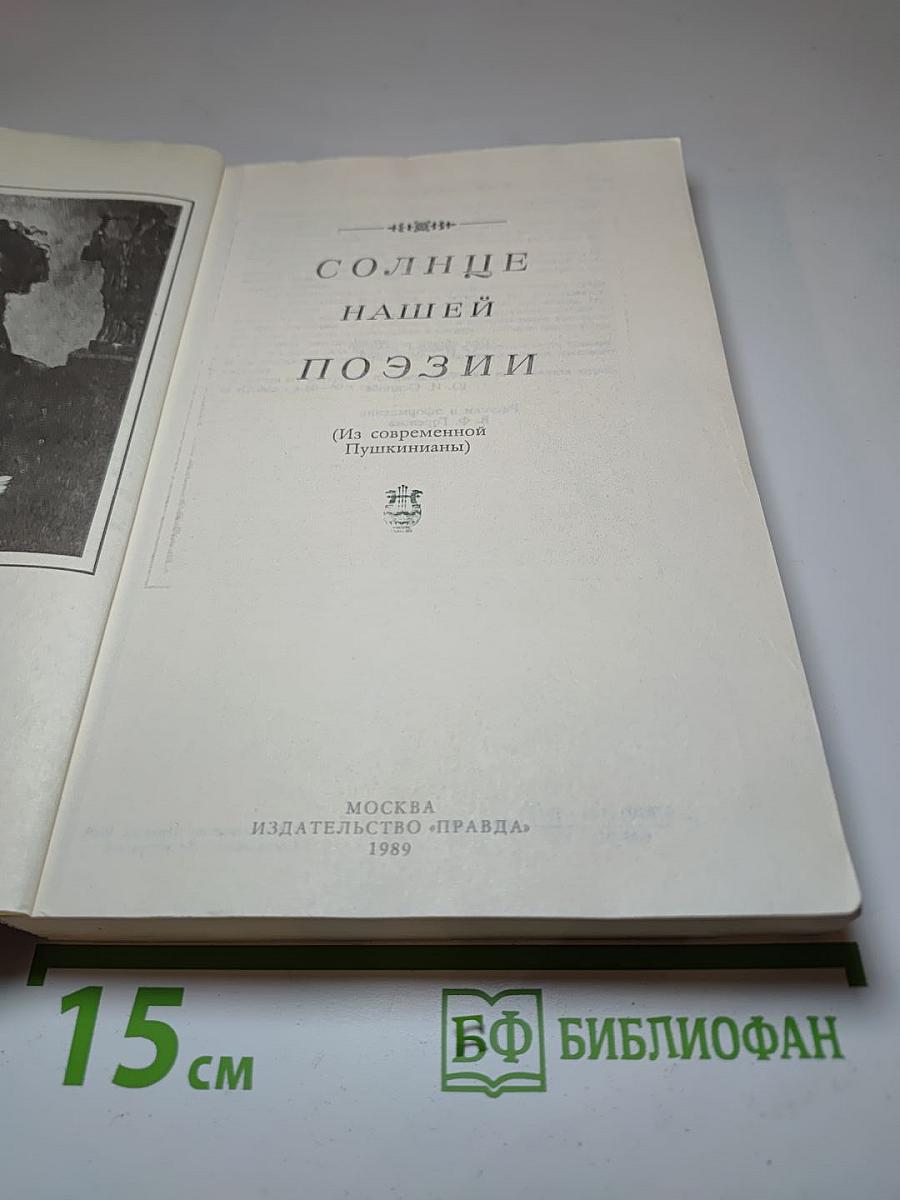 СОЛНЦЕ
НАШЕЙ
ПОЭЗИИ
(Из современной
Пушкинианы)
МОСКВА
ИЗДАТЕЛЬСТВО «ПРАВДА»
1989
15 см
БФ БИБЛИОФАН